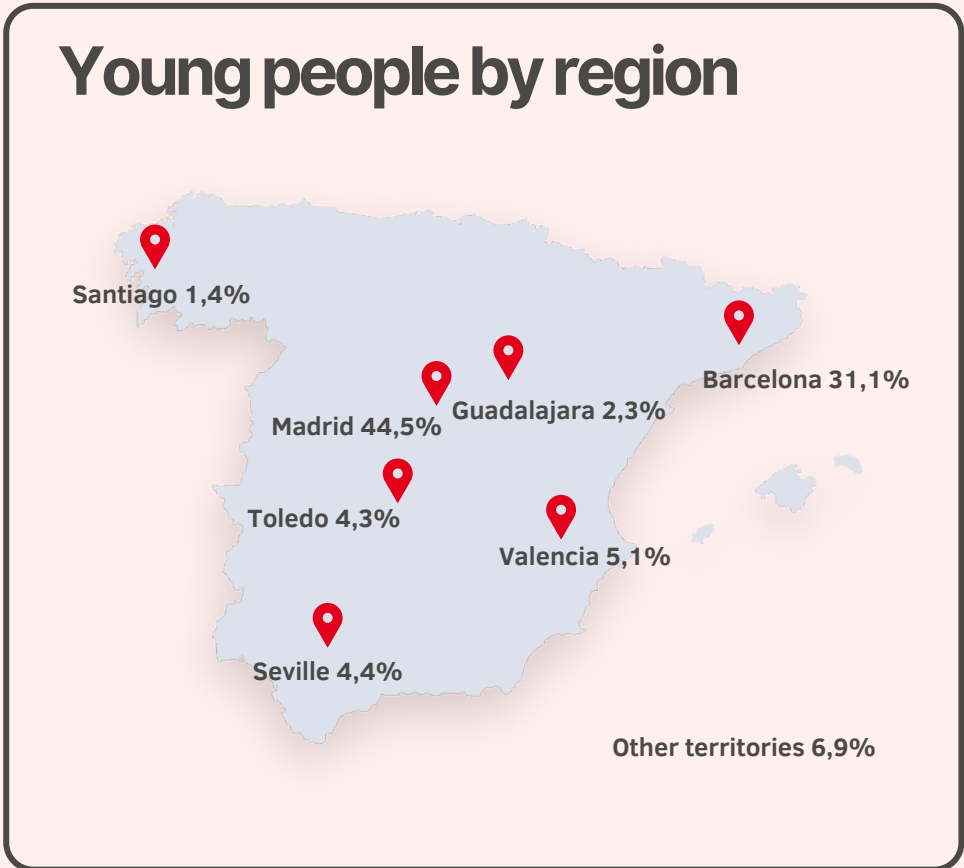 Young people by region
Santiago 1,4%
Barcelona 31,1%
Guadalajara 2,3%
Madrid 44,5%
Toledo 4,3%
Valencia 5,1%
Seville 4,4%
Other territories 6,9%